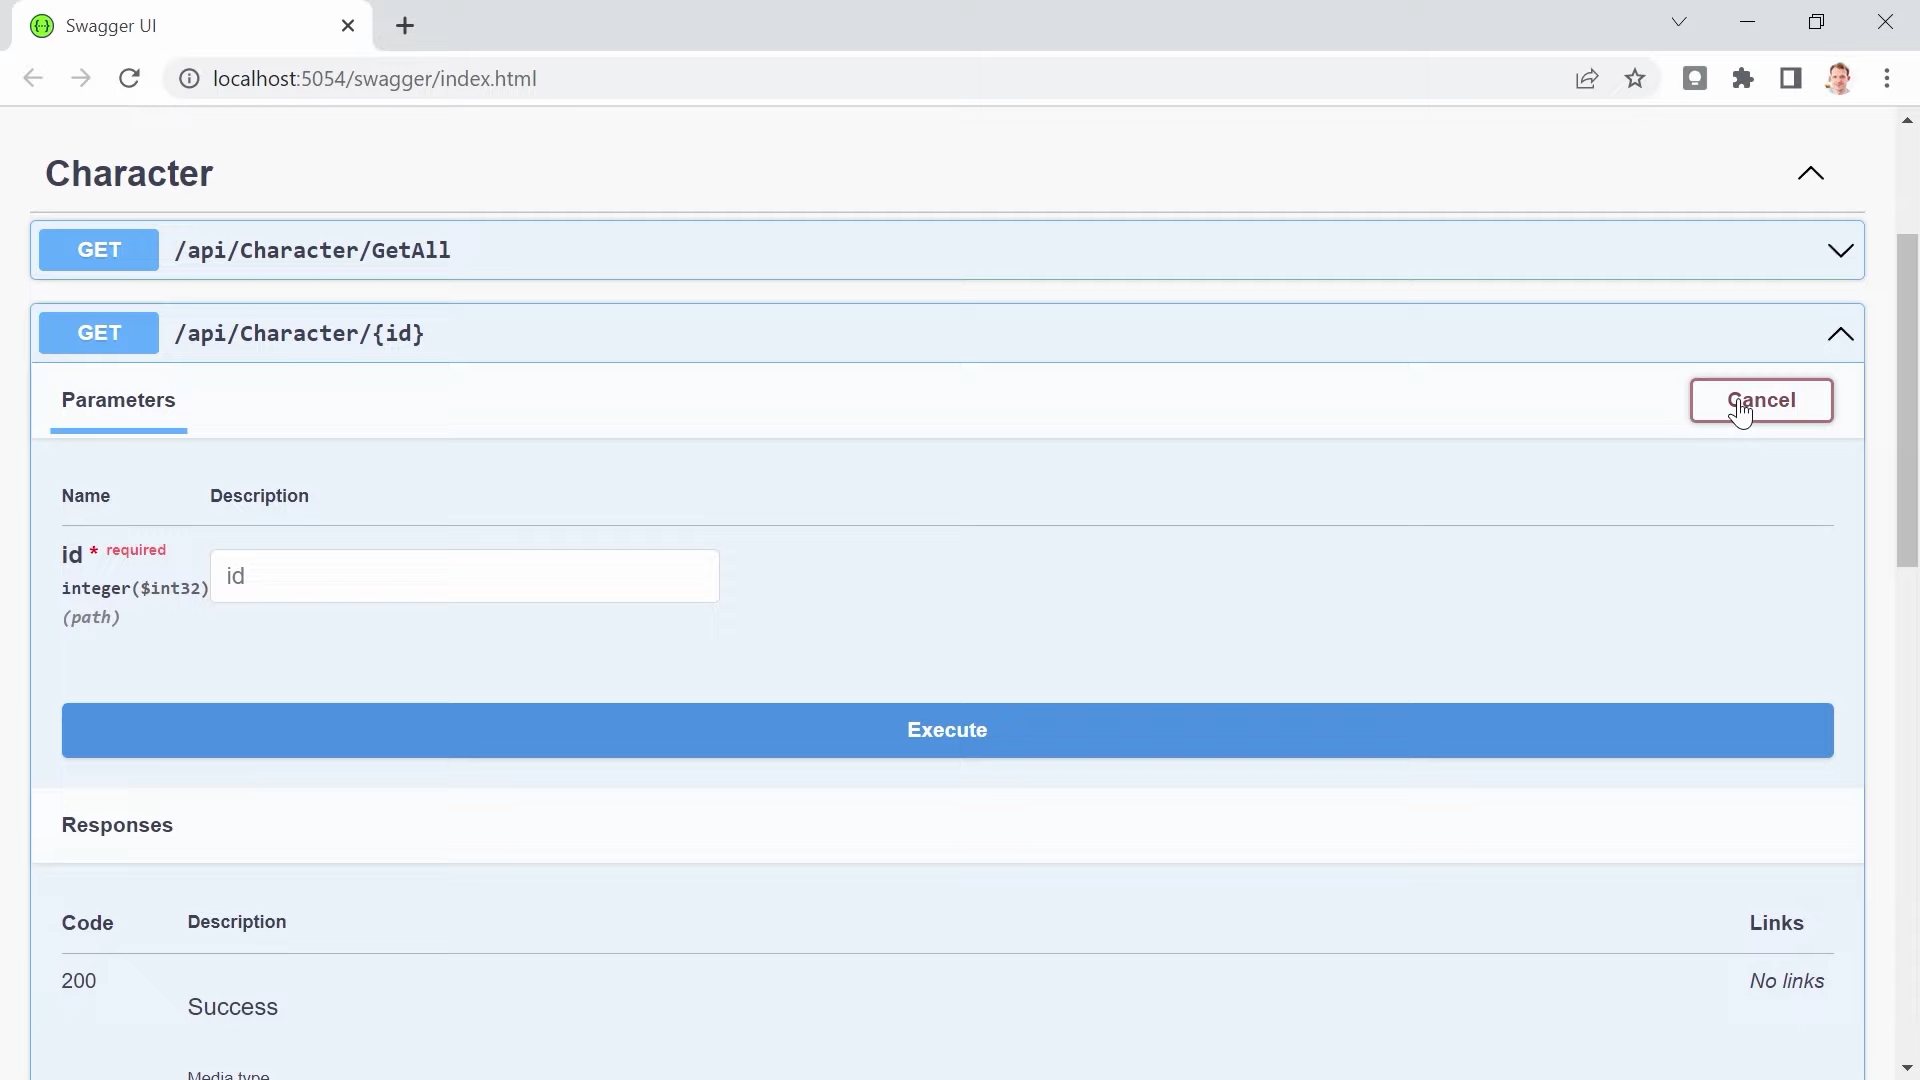 Swagger UI
localhost:5054/swagger/index.html
Character
GET /api/Character/GetAll
GET /api/Character/{id}
Parameters
Cancel
Name Description
id * required
integer($int32)
(path)
id
Execute
Responses
Code Description Links
200 No links
Success
Media type